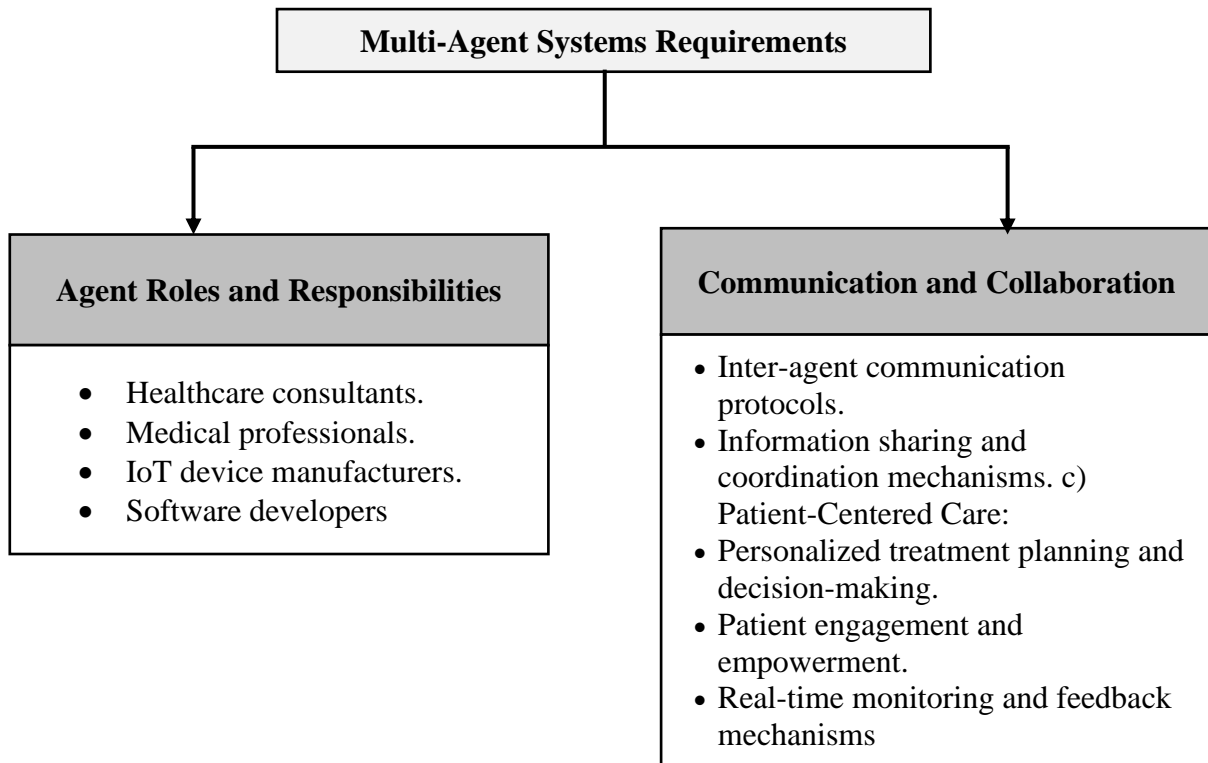 Multi-Agent Systems Requirements
Agent Roles and Responsibilities
• Healthcare consultants.
• Medical professionals.
• IoT device manufacturers.
• Software developers
Communication and Collaboration
• Inter-agent communication
protocols.
• Information sharing and
coordination mechanisms. c)
Patient-Centered Care:
• Personalized treatment planning and
decision-making.
• Patient engagement and
empowerment.
• Real-time monitoring and feedback
mechanisms